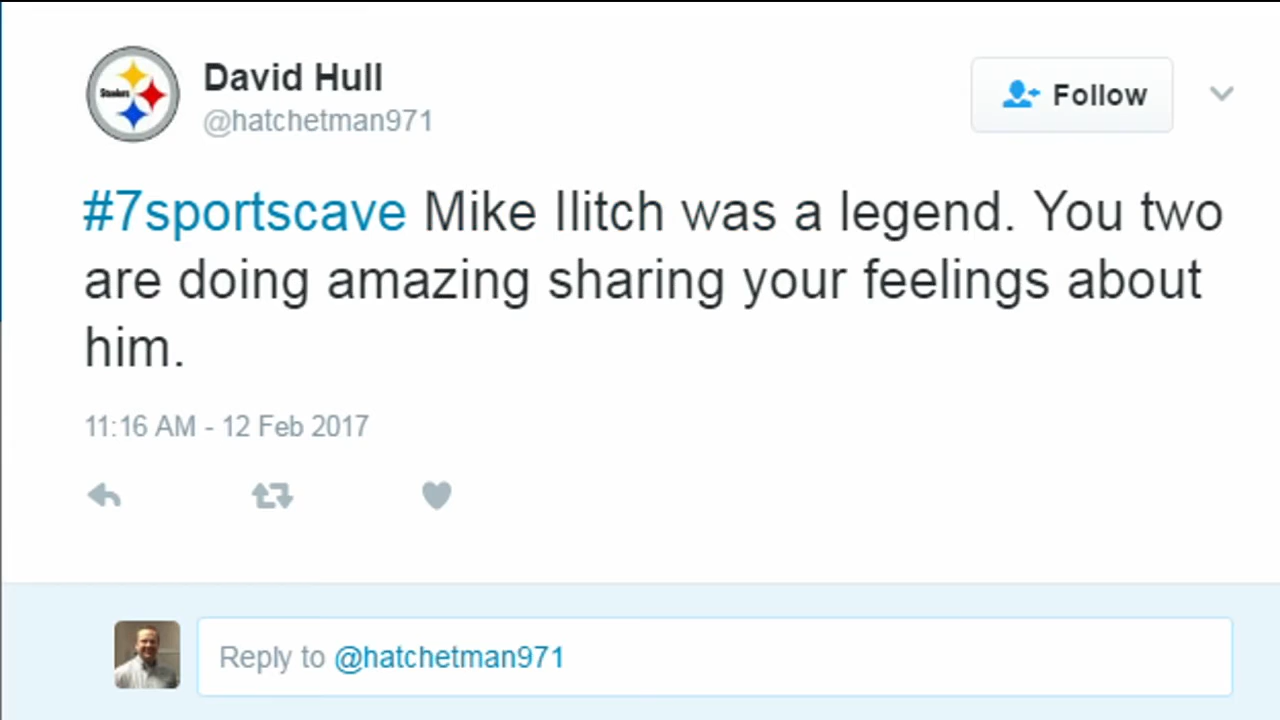 Steelers
David Hull
@hatchetman971
Follow
#7sportscave Mike Ilitch was a legend. You two
are doing amazing sharing your feelings about
him.
11:16 AM - 12 Feb 2017
Reply to @hatchetman971